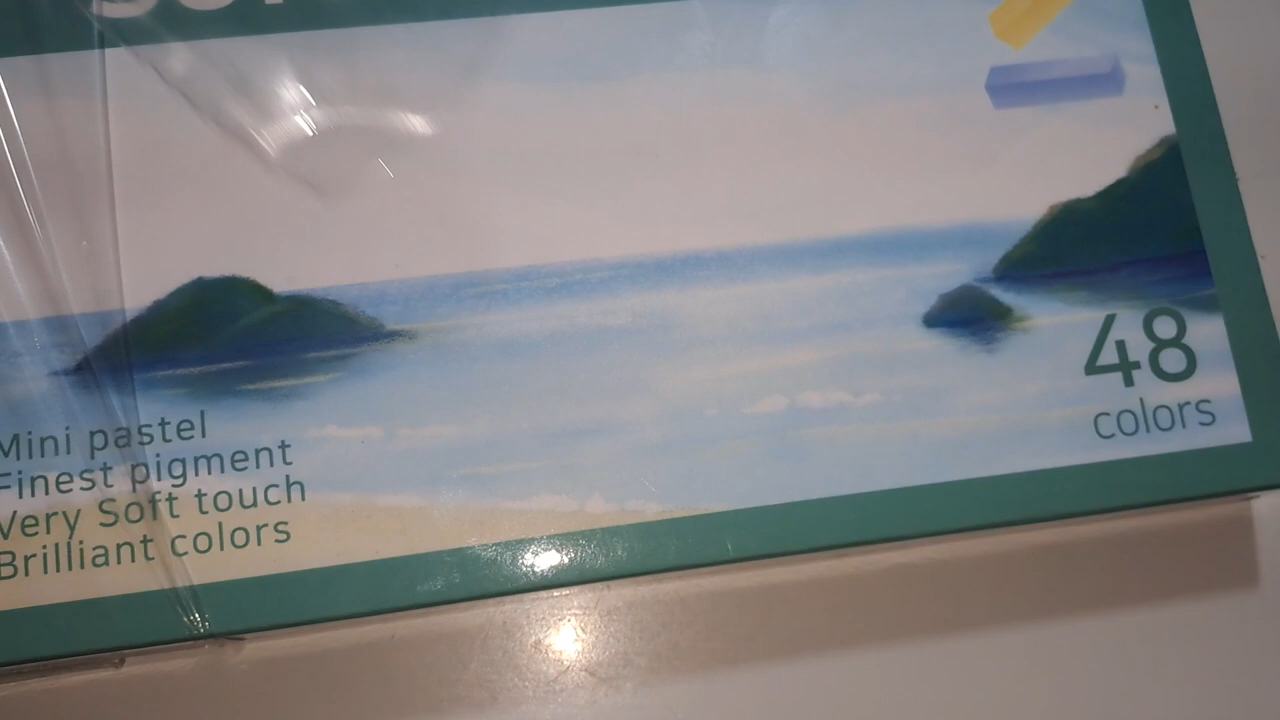 Mini pastel
Finest pigment
Very Soft touch
Brilliant colors
48
colors